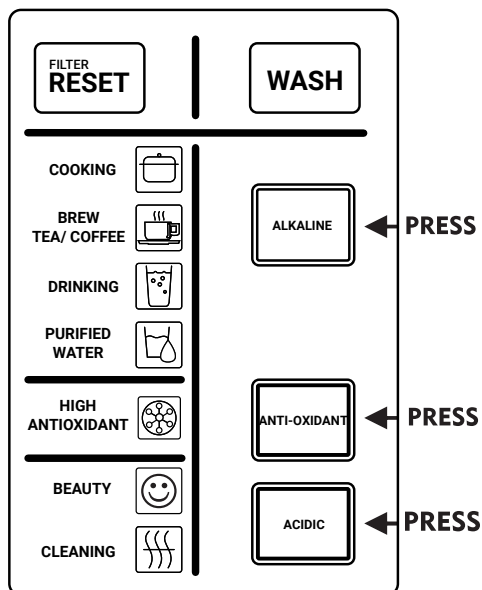 FILTER
RESET
WASH
COOKING
BREW
TEA/ COFFEE
DRINKING
PURIFIED
WATER
HIGH
ANTIOXIDANT
BEAUTY
CLEANING
ALKALINE
PRESS
ANTI-OXIDANT
PRESS
ACIDIC
PRESS